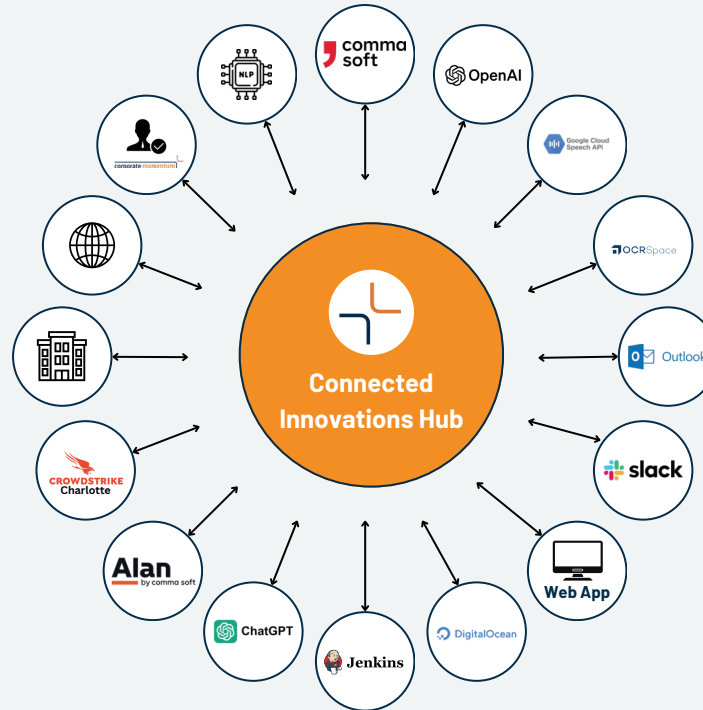 comma
soft
OpenAI
Google Cloud
Speech API
OCRSpace
Outlook
slack
Web App
DigitalOcean
Jenkins
ChatGPT
Alan
by comma soft
CROWDSTRIKE
Charlotte
corporate momentum
NLP
Connected
Innovations Hub